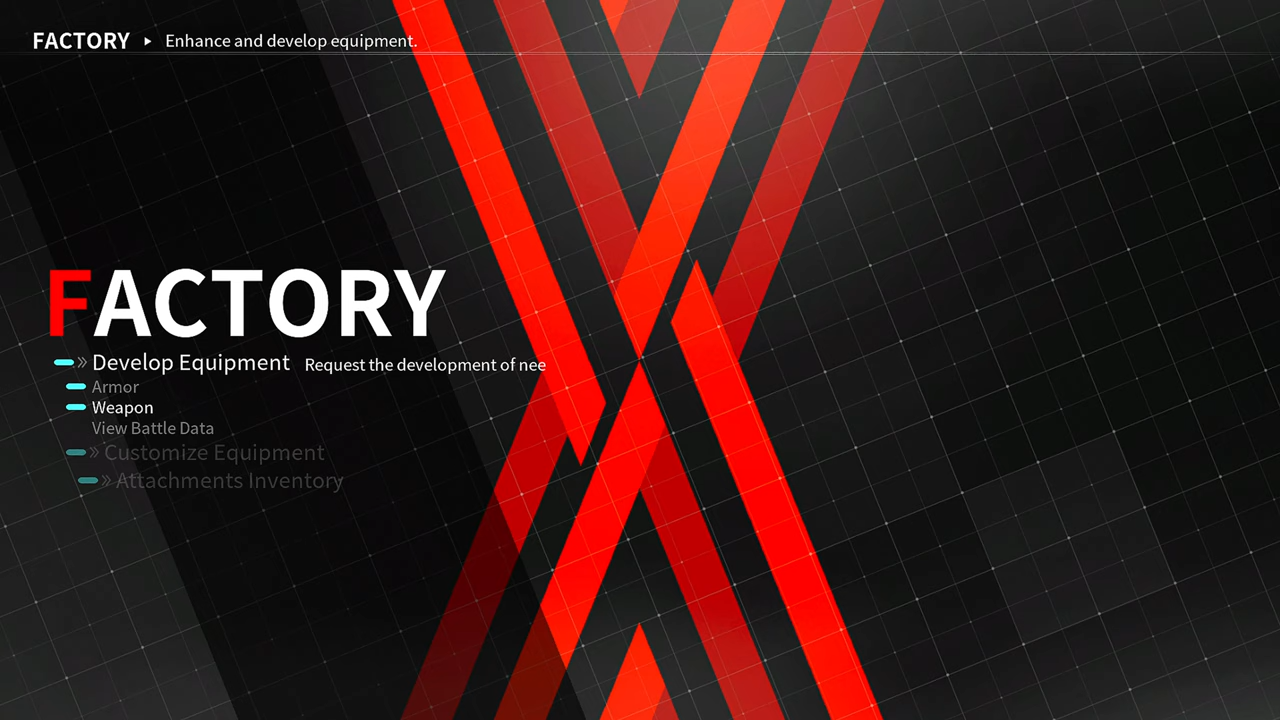 FACTORY ▶ Enhance and develop equipment.
FACTORY
» Develop Equipment Request the development of nee
Armor
Weapon
View Battle Data
» Customize Equipment
» Attachments Inventory